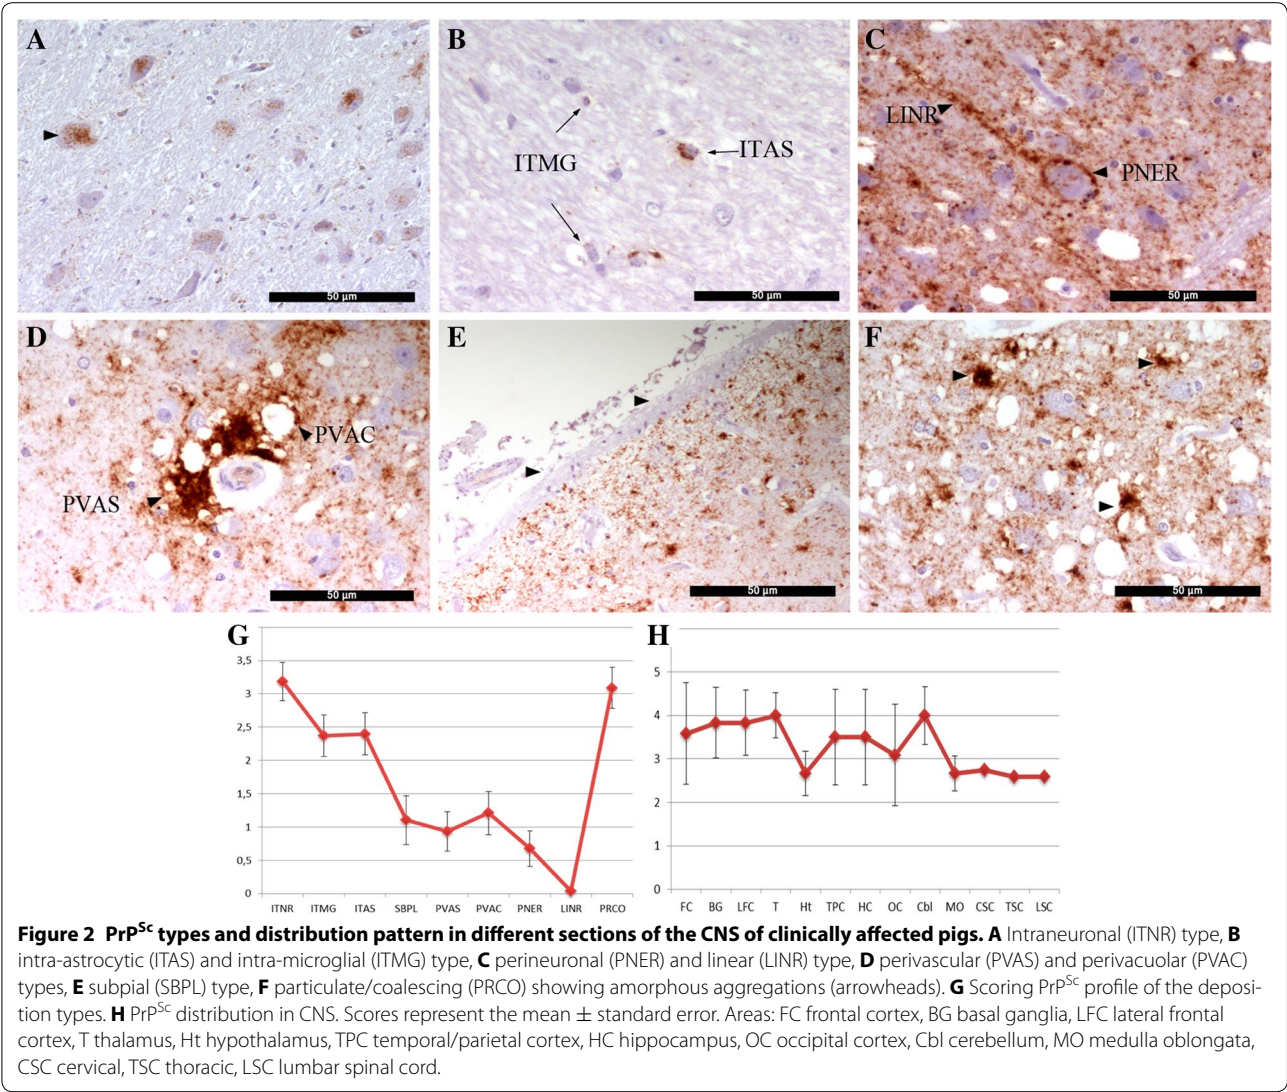 A
B
C
ITMG
ITAS
LINR
PNER
50 µm
50 µm
50 µm
D
E
F
PVAC
PVAS
50 µm
50 µm
50 µm
G
3,5
3
2,5
2
1,5
1
0,5
0
ITNR ITMG ITAS SBPL PVAS PVAC PNER LINR PRCO
H
5
4
3
2
1
0
FC BG LFC T Ht TPC HC OC Cbl MO CSC TSC LSC
Figure 2 PrPSc types and distribution pattern in different sections of the CNS of clinically affected pigs. A Intraneuronal (ITNR) type, B
intra-astrocytic (ITAS) and intra-microglial (ITMG) type, C perineuronal (PNER) and linear (LINR) type, D perivascular (PVAS) and perivacuolar (PVAC)
types, E subpial (SBPL) type, F particulate/coalescing (PRCO) showing amorphous aggregations (arrowheads). G Scoring PrPSc profile of the deposi-
tion types. H PrPSc distribution in CNS. Scores represent the mean ± standard error. Areas: FC frontal cortex, BG basal ganglia, LFC lateral frontal
cortex, T thalamus, Ht hypothalamus, TPC temporal/parietal cortex, HC hippocampus, OC occipital cortex, Cbl cerebellum, MO medulla oblongata,
CSC cervical, TSC thoracic, LSC lumbar spinal cord.